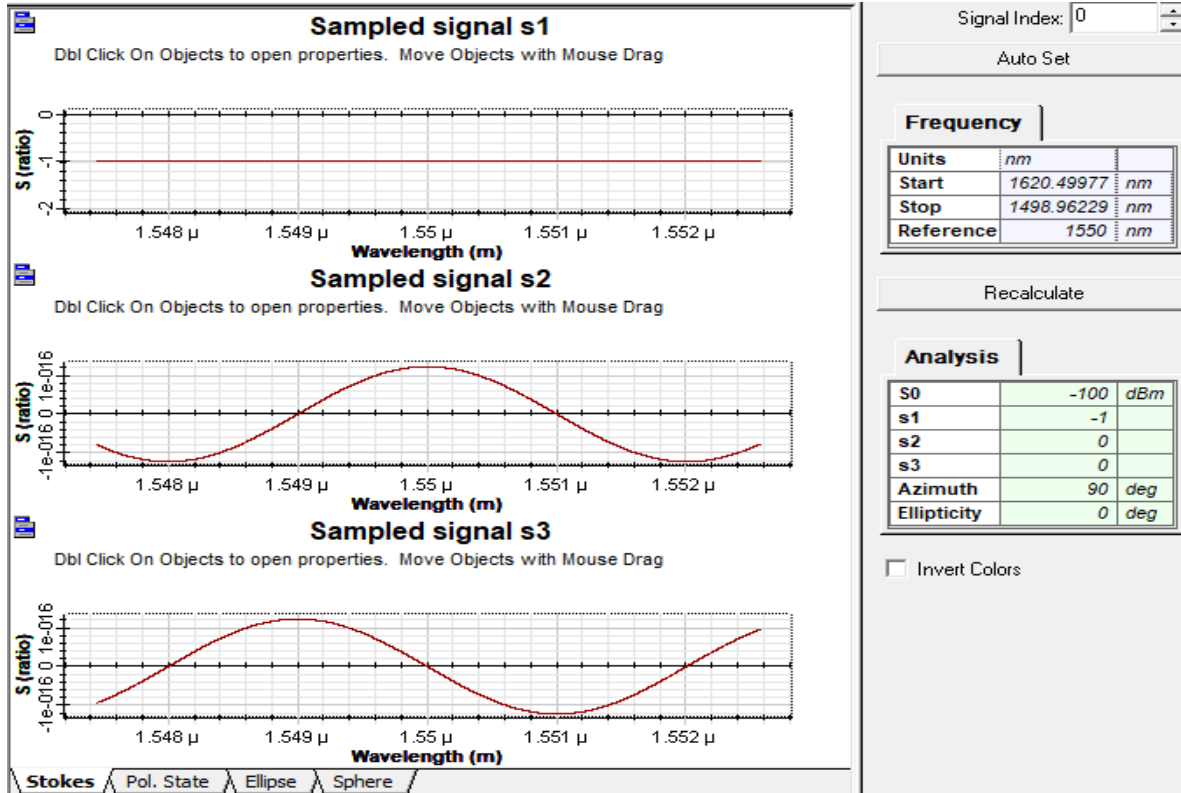 Sampled signal s1
Dbl Click On Objects to open properties.  Move Objects with Mouse Drag
0
-1
-2
S (ratio)
1.548 µ 1.549 µ 1.55 µ 1.551 µ 1.552 µ
Wavelength (m)
Sampled signal s2
Dbl Click On Objects to open properties.  Move Objects with Mouse Drag
1e-016
0
-1e-016
S (ratio)
1.548 µ 1.549 µ 1.55 µ 1.551 µ 1.552 µ
Wavelength (m)
Sampled signal s3
Dbl Click On Objects to open properties.  Move Objects with Mouse Drag
1e-016
0
-1e-016
S (ratio)
1.548 µ 1.549 µ 1.55 µ 1.551 µ 1.552 µ
Wavelength (m)
Stokes Pol. State Ellipse Sphere
Signal Index: 0
Auto Set
Frequency
Units nm
Start 1620.49977 nm
Stop 1498.96229 nm
Reference 1550 nm
Recalculate
Analysis
S0 -100 dBm
s1 -1
s2 0
s3 0
Azimuth 90 deg
Ellipticity 0 deg
Invert Colors